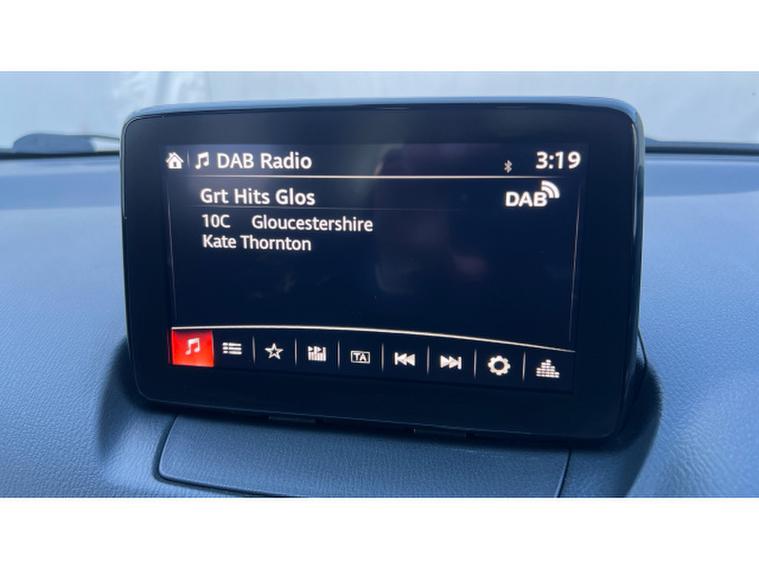 DAB Radio 3:19
Grt Hits Glos DAB
10C Gloucestershire
Kate Thornton
TA